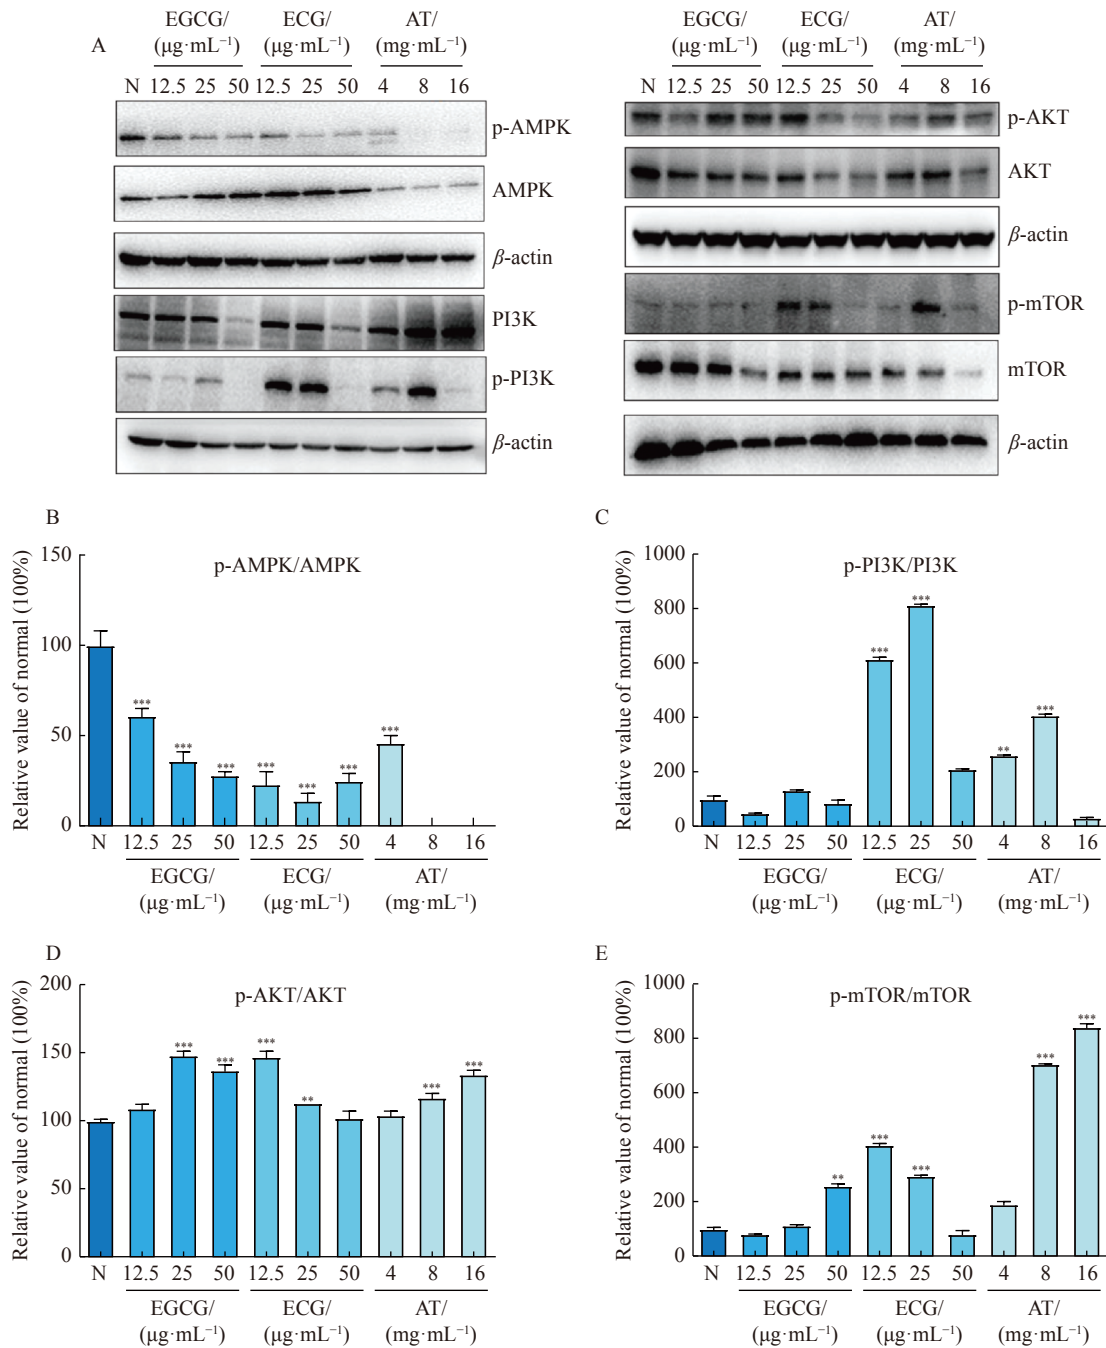 A
EGCG/ ECG/ AT/
(μg·mL⁻¹) (μg·mL⁻¹) (mg·mL⁻¹)
N 12.5 25 50 12.5 25 50 4 8 16
p-AMPK
AMPK
β-actin
PI3K
p-PI3K
β-actin
EGCG/ ECG/ AT/
(μg·mL⁻¹) (μg·mL⁻¹) (mg·mL⁻¹)
N 12.5 25 50 12.5 25 50 4 8 16
p-AKT
AKT
β-actin
p-mTOR
mTOR
β-actin
B
p-AMPK/AMPK
Relative value of normal (100%)
150
100
50
0
*** *** *** *** *** *** ***
N 12.5 25 50 12.5 25 50 4 8 16
EGCG/ ECG/ AT/
(μg·mL⁻¹) (μg·mL⁻¹) (mg·mL⁻¹)
C
p-PI3K/PI3K
Relative value of normal (100%)
1000
800
600
400
200
0
*** *** ** ***
N 12.5 25 50 12.5 25 50 4 8 16
EGCG/ ECG/ AT/
(μg·mL⁻¹) (μg·mL⁻¹) (mg·mL⁻¹)
D
p-AKT/AKT
Relative value of normal (100%)
200
150
100
50
0
*** *** *** ** *** ***
N 12.5 25 50 12.5 25 50 4 8 16
EGCG/ ECG/ AT/
(μg·mL⁻¹) (μg·mL⁻¹) (mg·mL⁻¹)
E
p-mTOR/mTOR
Relative value of normal (100%)
1000
800
600
400
200
0
** *** *** *** ***
N 12.5 25 50 12.5 25 50 4 8 16
EGCG/ ECG/ AT/
(μg·mL⁻¹) (μg·mL⁻¹) (mg·mL⁻¹)